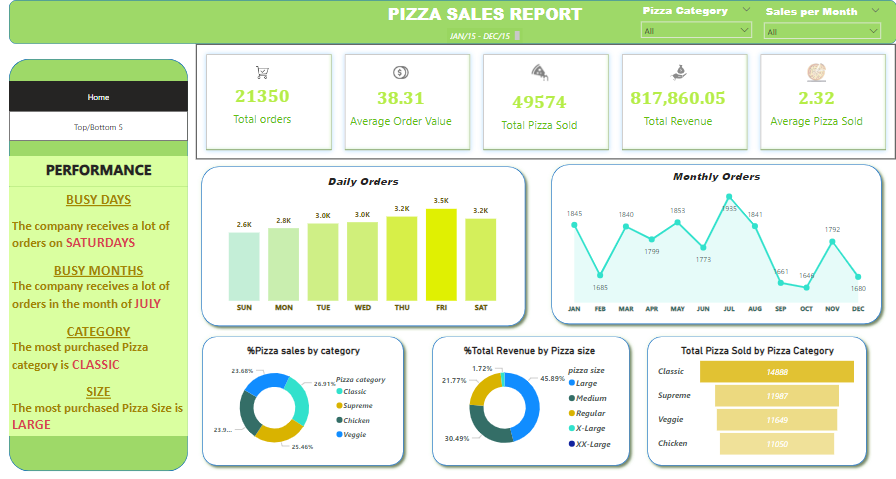 PIZZA SALES REPORT
JAN/15 - DEC/15
Pizza Category
All
Sales per Month
All
Home
Top/Bottom 5
PERFORMANCE
BUSY DAYS
The company receives a lot of
orders on SATURDAYS
BUSY MONTHS
The company receives a lot of
orders in the month of JULY
CATEGORY
The most purchased Pizza
category is CLASSIC
SIZE
The most purchased Pizza Size is
LARGE
21350
Total orders
38.31
Average Order Value
49574
Total Pizza Sold
817,860.05
Total Revenue
2.32
Average Pizza Sold
Daily Orders
2.6K 2.8K 3.0K 3.0K 3.2K 3.5K 3.2K
SUN MON TUE WED THU FRI SAT
Monthly Orders
1845 1685 1840 1799 1853 1773 1935 1841 1661 1646 1792 1680
JAN FEB MAR APR MAY JUN JUL AUG SEP OCT NOV DEC
%Pizza sales by category
23.68%
26.91%
23.9...
25.46%
Pizza category
Classic
Supreme
Chicken
Veggie
%Total Revenue by Pizza size
1.72%
21.77%
45.89%
30.49%
pizza size
Large
Medium
Regular
X-Large
XX-Large
Total Pizza Sold by Pizza Category
Classic 14888
Supreme 11987
Veggie 11649
Chicken 11050